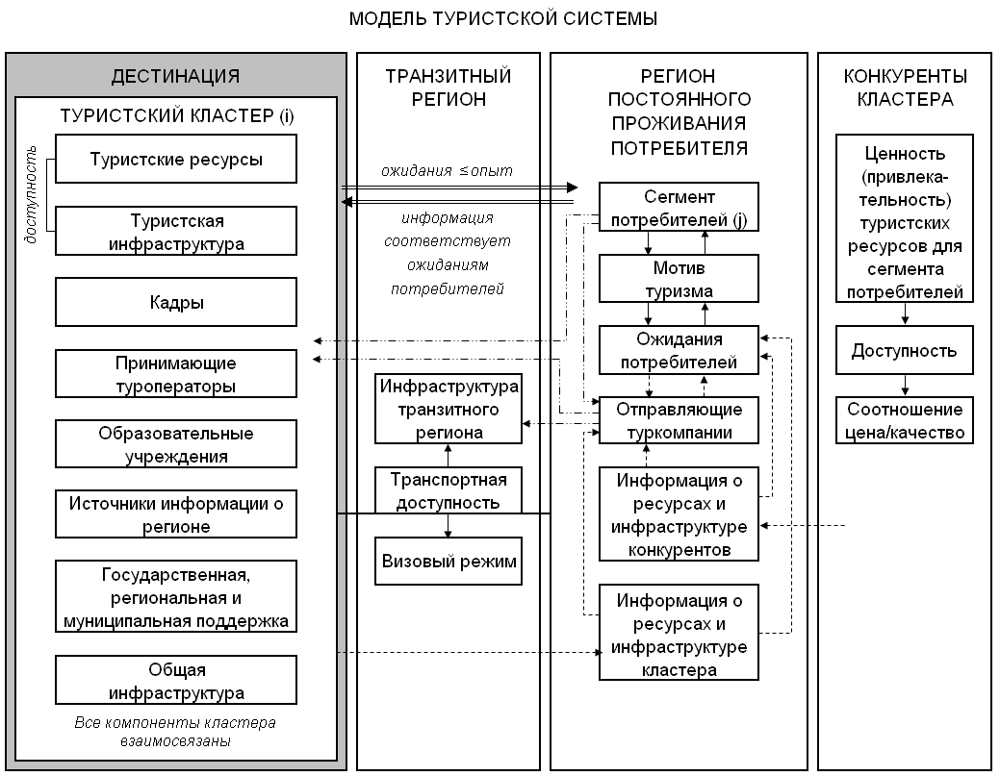 МОДЕЛЬ ТУРИСТСКОЙ СИСТЕМЫ
ДЕСТИНАЦИЯ
ТУРИСТСКИЙ КЛАСТЕР (i)
доступность
Туристские ресурсы
Туристская
инфраструктура
Кадры
Принимающие
туроператоры
Образовательные
учреждения
Источники информации о
регионе
Государственная,
региональная и
муниципальная поддержка
Общая
инфраструктура
Все компоненты кластера
взаимосвязаны
ТРАНЗИТНЫЙ
РЕГИОН
ожидания ≤ опыт
информация
соответствует
ожиданиям
потребителей
Инфраструктура
транзитного
региона
Транспортная
доступность
Визовый режим
РЕГИОН
ПОСТОЯННОГО
ПРОЖИВАНИЯ
ПОТРЕБИТЕЛЯ
Сегмент
потребителей (j)
Мотив
туризма
Ожидания
потребителей
Отправляющие
туркомпании
Информация о
ресурсах и
инфраструктуре
конкурентов
Информация о
ресурсах и
инфраструктуре
кластера
КОНКУРЕНТЫ
КЛАСТЕРА
Ценность
(привлека-
тельность)
туристских
ресурсов для
сегмента
потребителей
Доступность
Соотношение
цена/качество